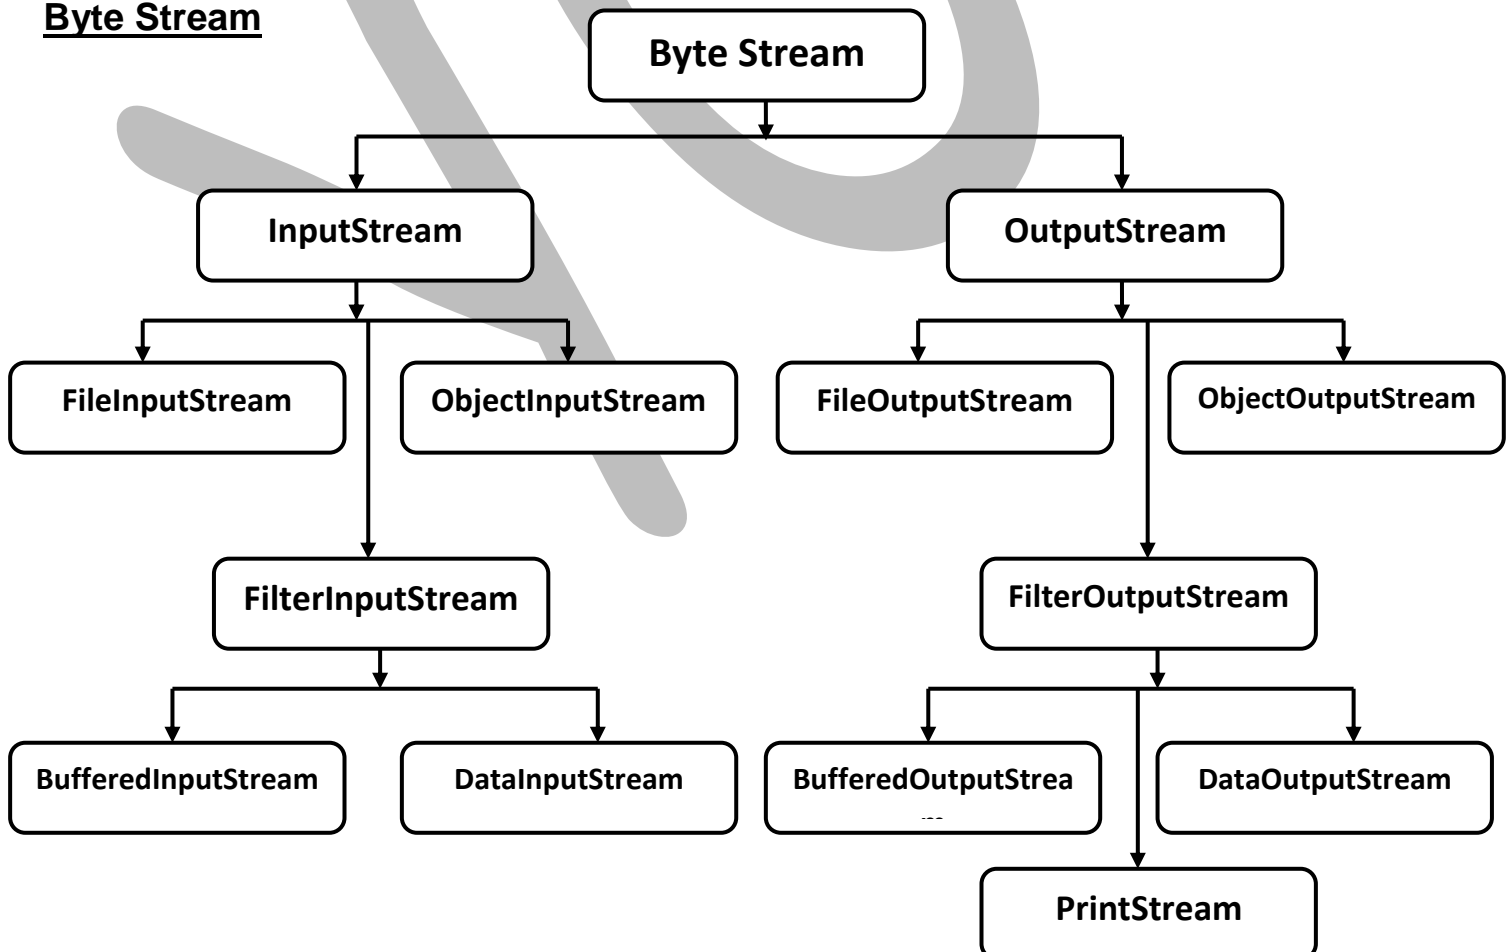 Byte Stream
Byte Stream
InputStream
OutputStream
FileInputStream
ObjectInputStream
FileOutputStream
ObjectOutputStream
FilterInputStream
FilterOutputStream
BufferedInputStream
DataInputStream
BufferedOutputStrea
m
DataOutputStream
PrintStream